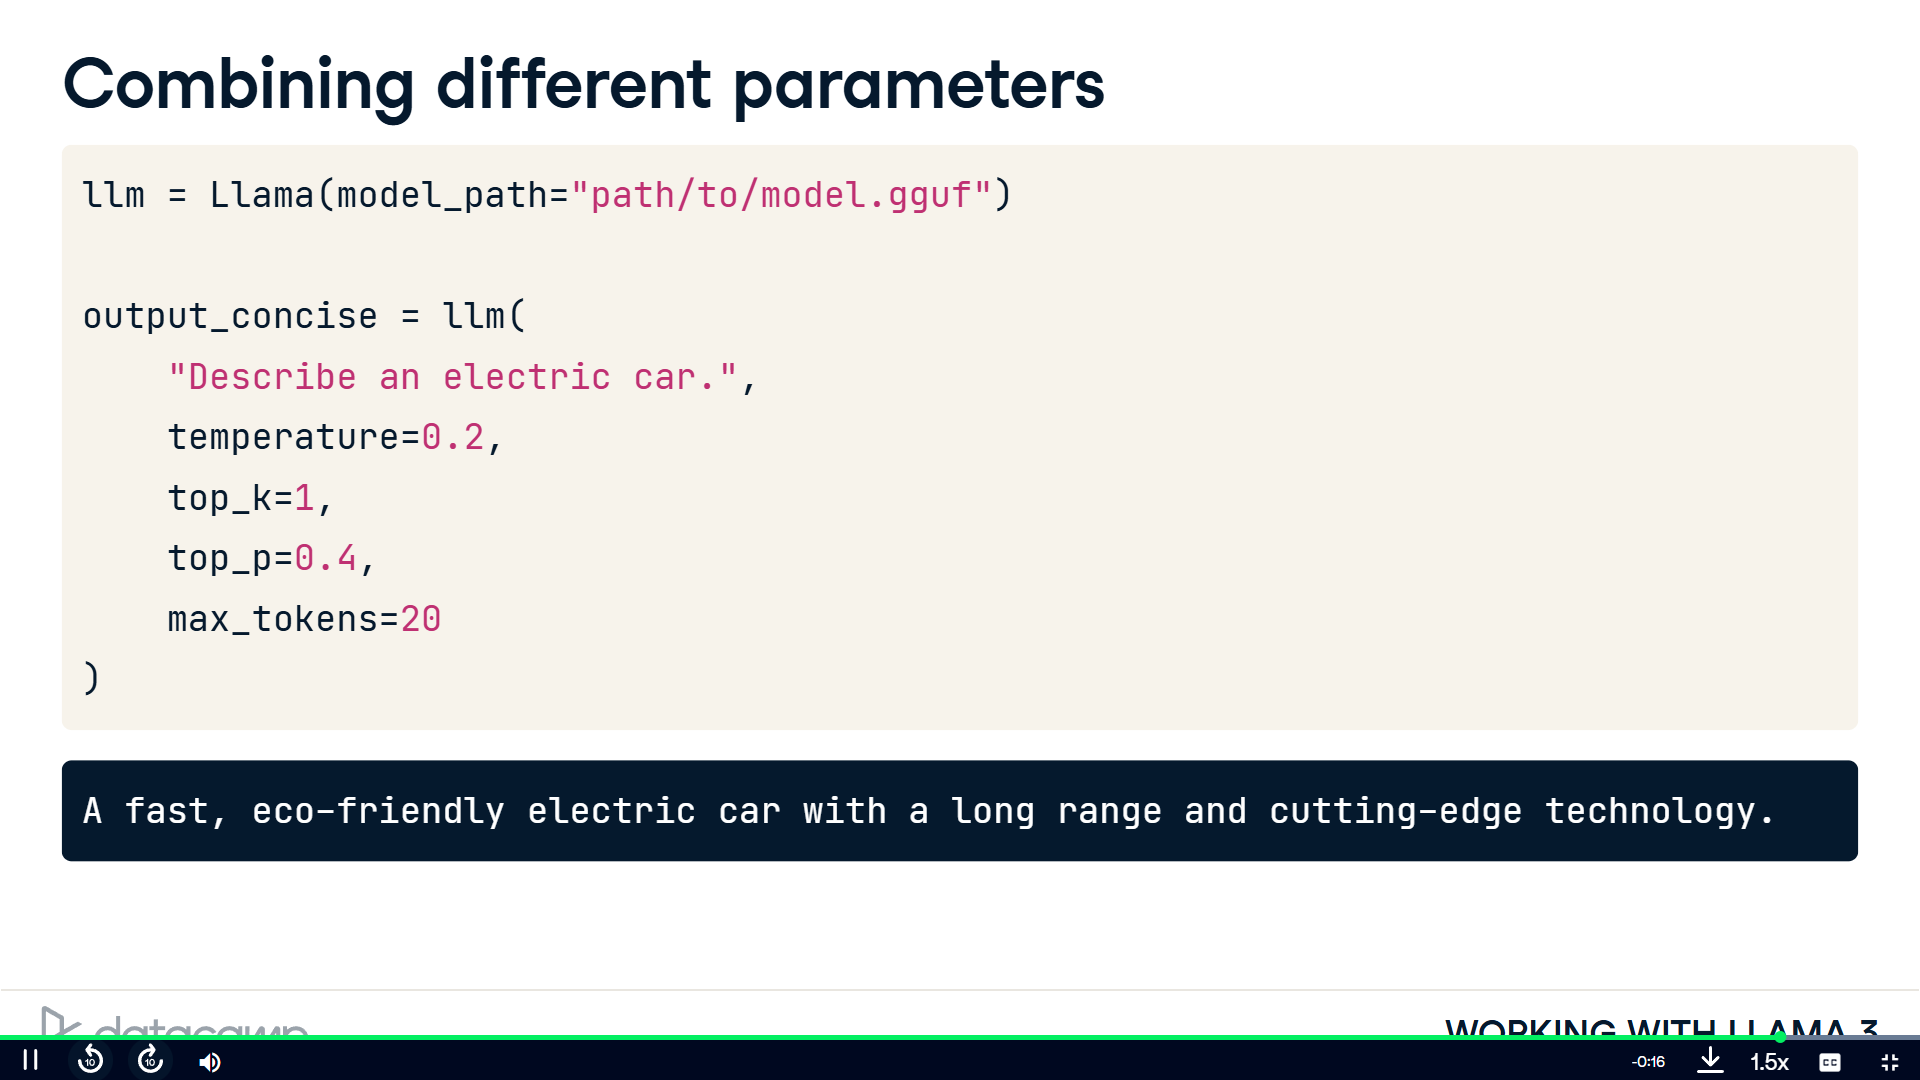 Combining different parameters
llm = Llama(model_path="path/to/model.gguf")
output_concise = llm(
"Describe an electric car.",
temperature=0.2,
top_k=1,
top_p=0.4,
max_tokens=20
)
A fast, eco-friendly electric car with a long range and cutting-edge technology.
datacamp
WORKING WITH LLAMA 3
10
10
-0:16
1.5x
CC